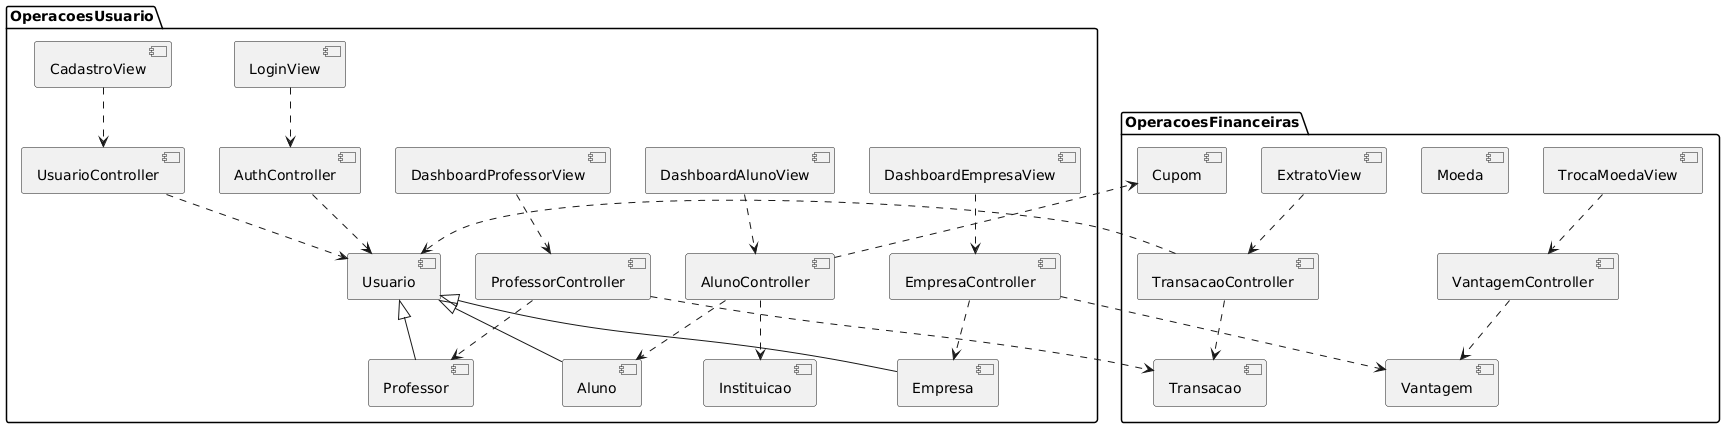 OperacoesUsuario
CadastroView
LoginView
UsuarioController
AuthController
DashboardProfessorView
DashboardAlunoView
DashboardEmpresaView
Usuario
ProfessorController
AlunoController
EmpresaController
Professor
Aluno
Instituicao
Empresa
OperacoesFinanceiras
Cupom
ExtratoView
Moeda
TrocaMoedaView
TransacaoController
VantagemController
Transacao
Vantagem